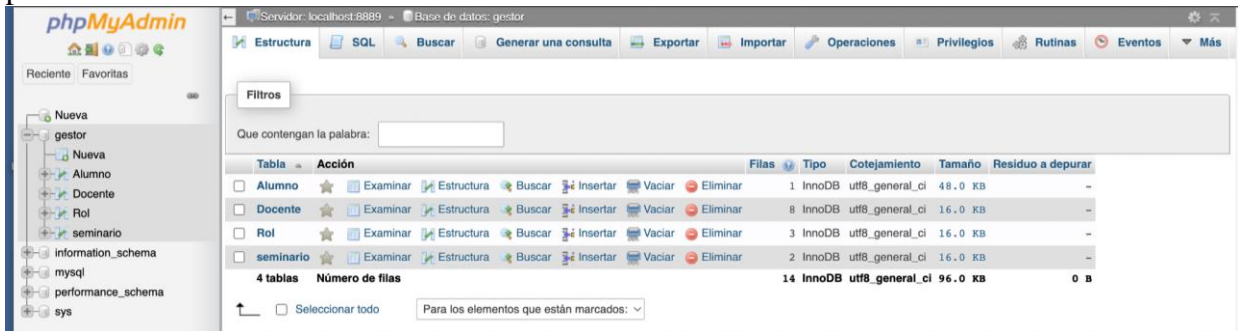 phpMyAdmin
Reciente Favoritas
Nueva
gestor
Nueva
Alumno
Docente
Rol
seminario
information_schema
mysql
performance_schema
sys
Servidor: localhost:8889 » Base de datos: gestor
Estructura SQL Buscar Generar una consulta Exportar Importar Operaciones Privilegios Rutinas Eventos Más
Filtros
Que contengan la palabra:
Tabla Acción Filas Tipo Cotejamiento Tamaño Residuo a depurar
Alumno Examinar Estructura Buscar Insertar Vaciar Eliminar 1 InnoDB utf8_general_ci 48.0 KB -
Docente Examinar Estructura Buscar Insertar Vaciar Eliminar 8 InnoDB utf8_general_ci 16.0 KB -
Rol Examinar Estructura Buscar Insertar Vaciar Eliminar 3 InnoDB utf8_general_ci 16.0 KB -
seminario Examinar Estructura Buscar Insertar Vaciar Eliminar 2 InnoDB utf8_general_ci 16.0 KB -
4 tablas Número de filas 14 InnoDB utf8_general_ci 96.0 KB 0 B
Seleccionar todo Para los elementos que están marcados: